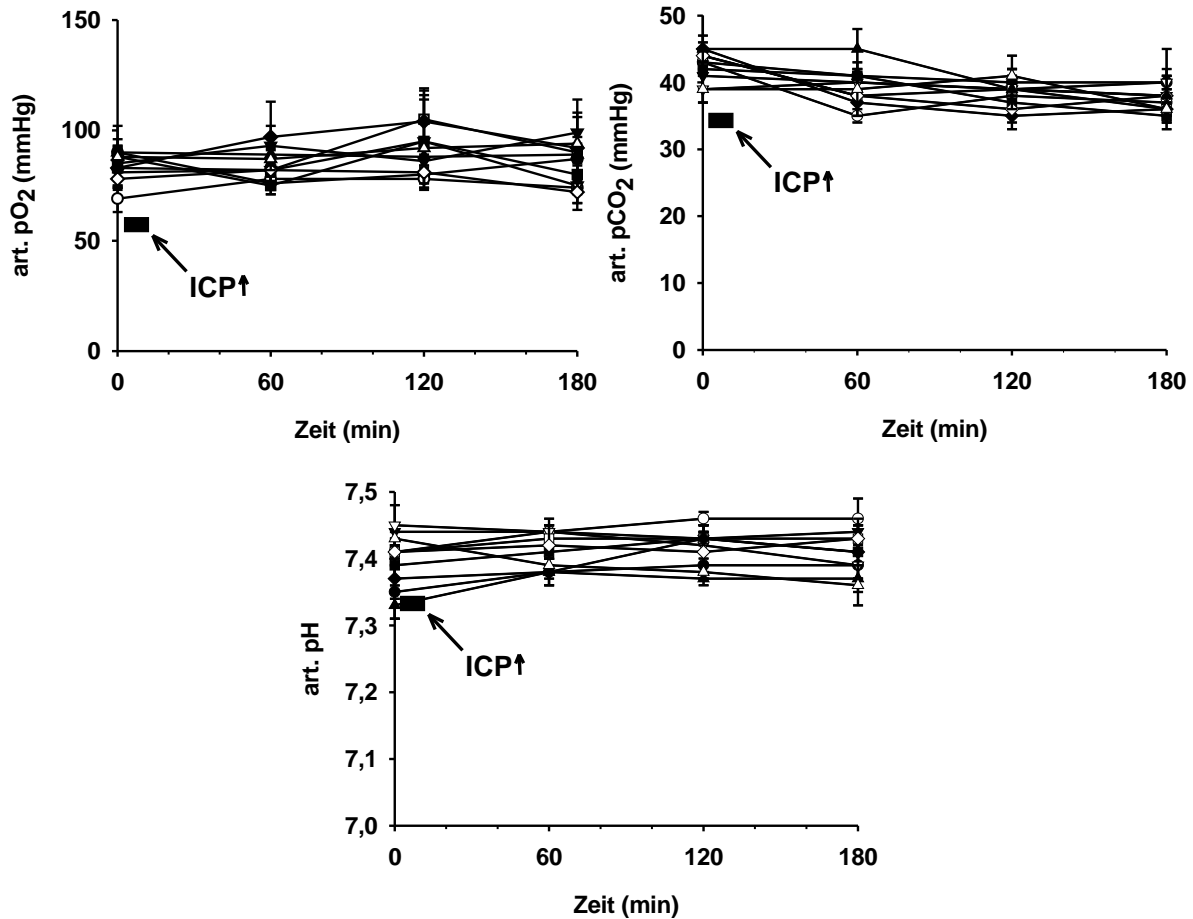 art. pO2 (mmHg)
150
100
50
0
ICP↑
0 60 120 180
Zeit (min)
art. pCO2 (mmHg)
50
40
30
20
10
0
ICP↑
0 60 120 180
Zeit (min)
art. pH
7,5
7,4
7,3
7,2
7,1
7,0
ICP↑
0 60 120 180
Zeit (min)